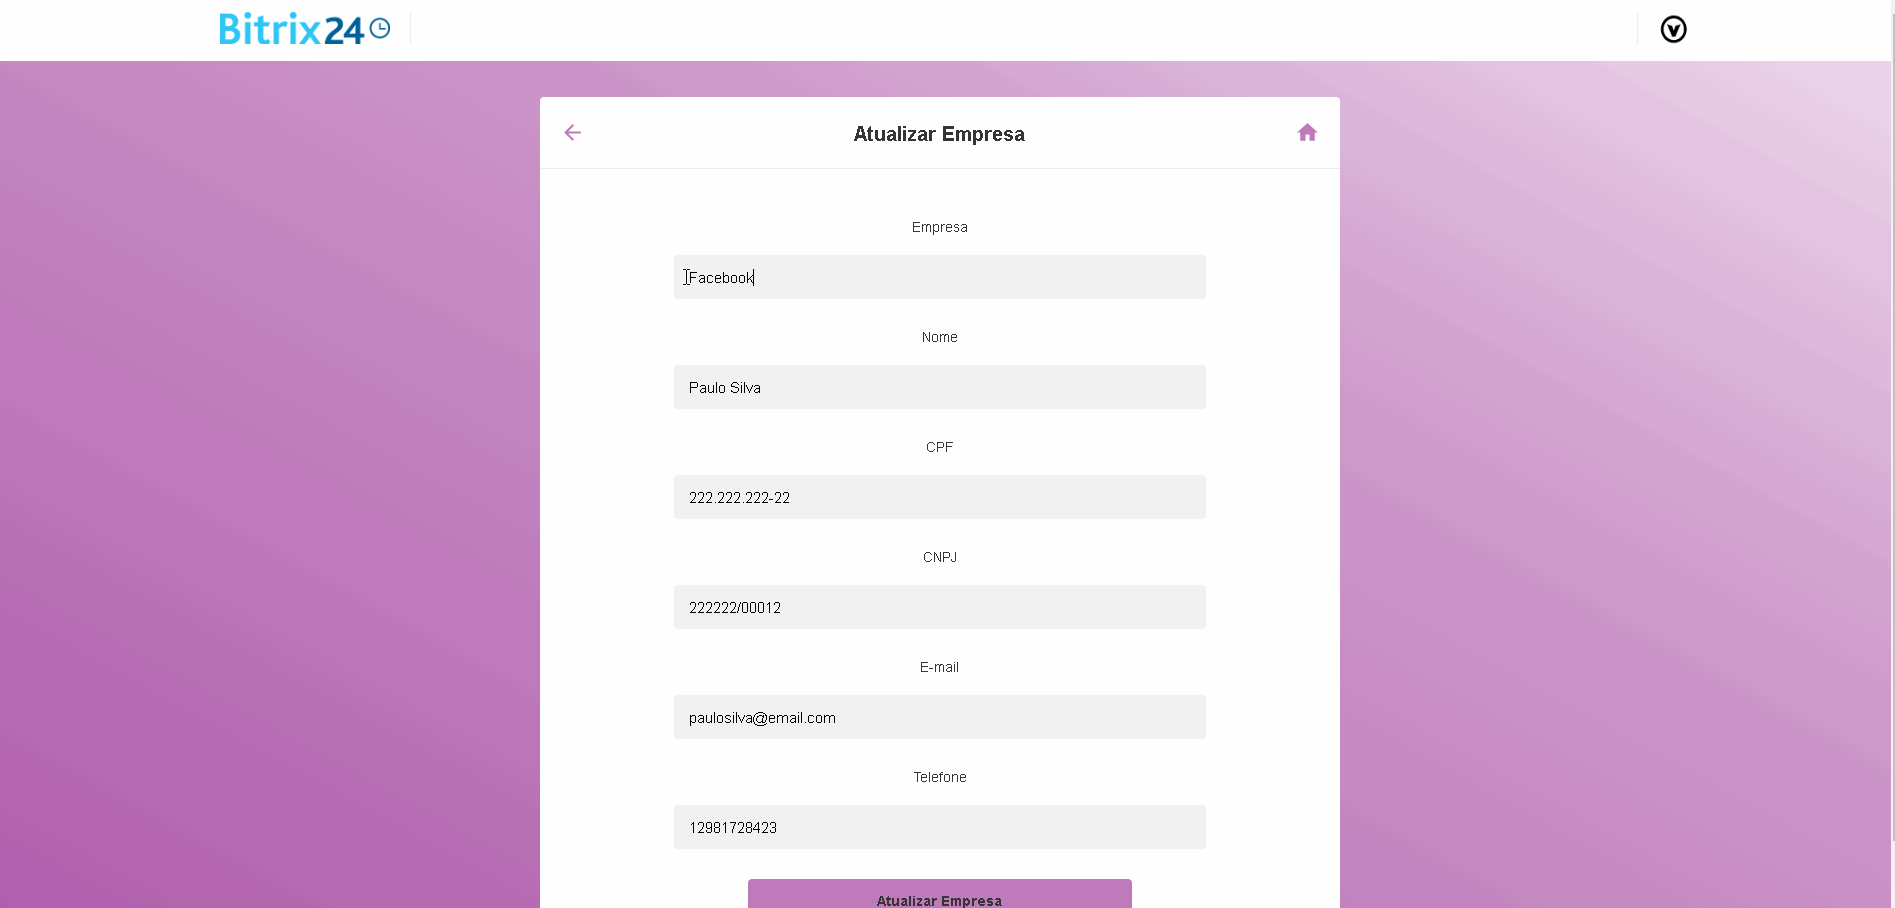 Bitrix24
Atualizar Empresa
Empresa
Facebook
Nome
Paulo Silva
CPF
222.222.222-22
CNPJ
222222/00012
E-mail
paulosilva@email.com
Telefone
12981728423
Atualizar Empresa